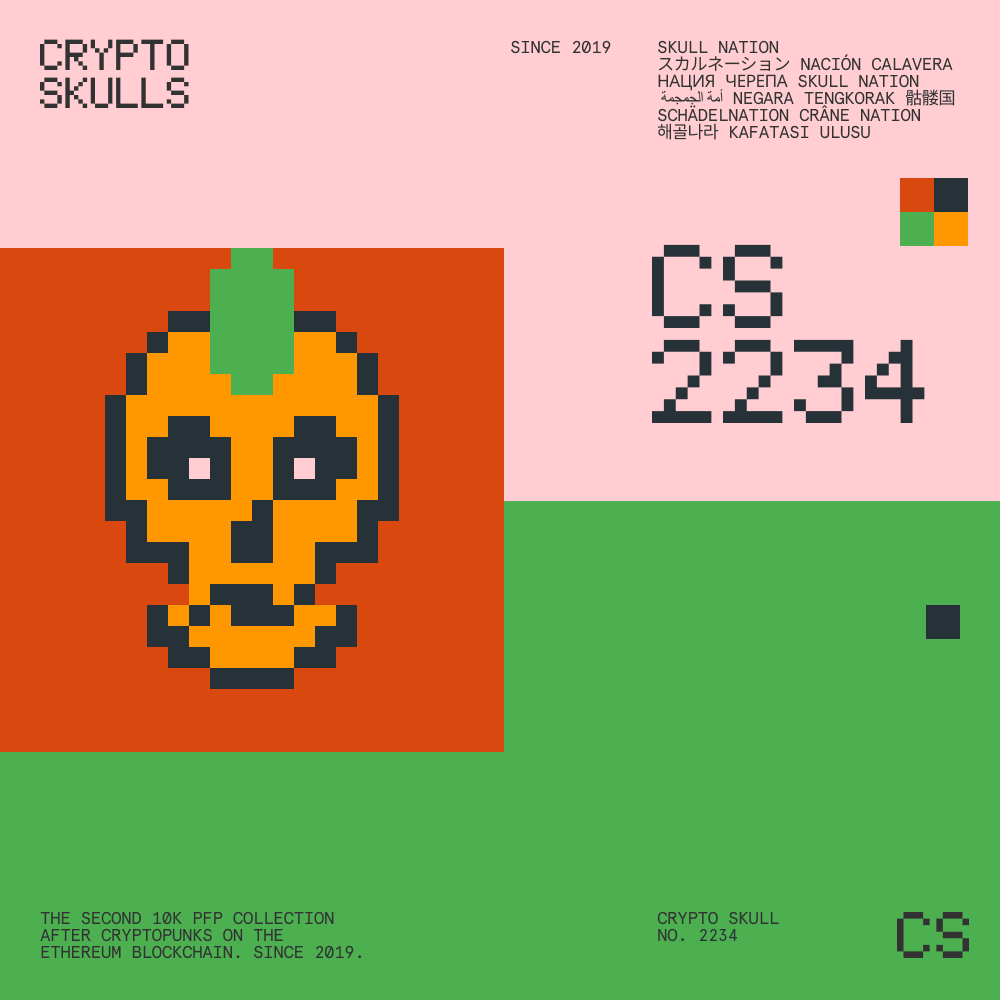 CRYPTO
SKULLS
SINCE 2019
SKULL NATION
スカルネーション NACIÓN CALAVERA
НАЦИЯ ЧЕРЕПА SKULL NATION
أمة الجمجمة NEGARA TENGKORAK 骷髅国
SCHÄDELNATION CRÂNE NATION
해골나라 KAFATASI ULUSU
CS
2234
THE SECOND 10K PFP COLLECTION
AFTER CRYPTOPUNKS ON THE
ETHEREUM BLOCKCHAIN. SINCE 2019.
CRYPTO SKULL
NO. 2234
CS